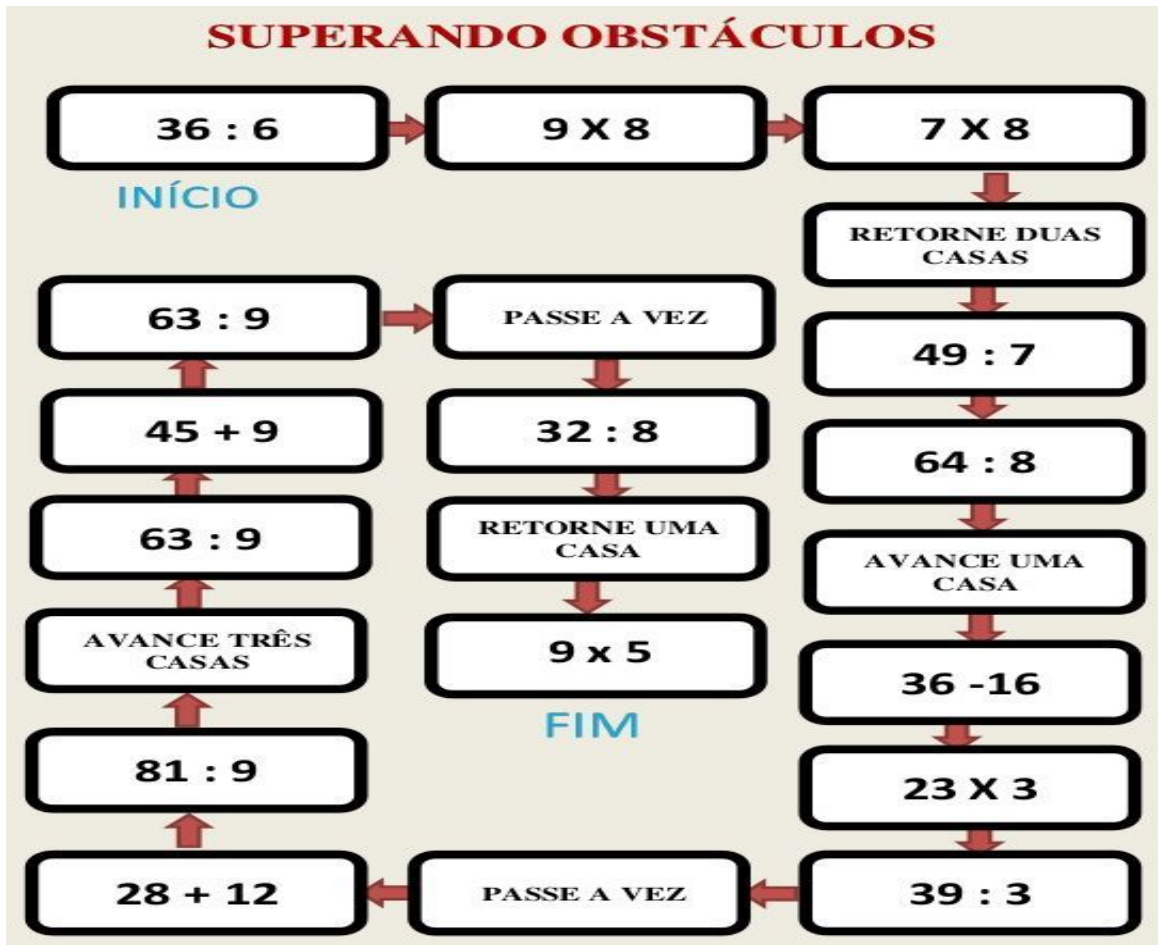 SUPERANDO OBSTÁCULOS
36 : 6
9 X 8
7 X 8
INÍCIO
RETORNE DUAS
CASAS
49 : 7
64 : 8
AVANCE UMA
CASA
36 -16
23 X 3
39 : 3
PASSE A VEZ
28 + 12
81 : 9
AVANCE TRÊS
CASAS
63 : 9
45 + 9
63 : 9
PASSE A VEZ
32 : 8
RETORNE UMA
CASA
9 x 5
FIM